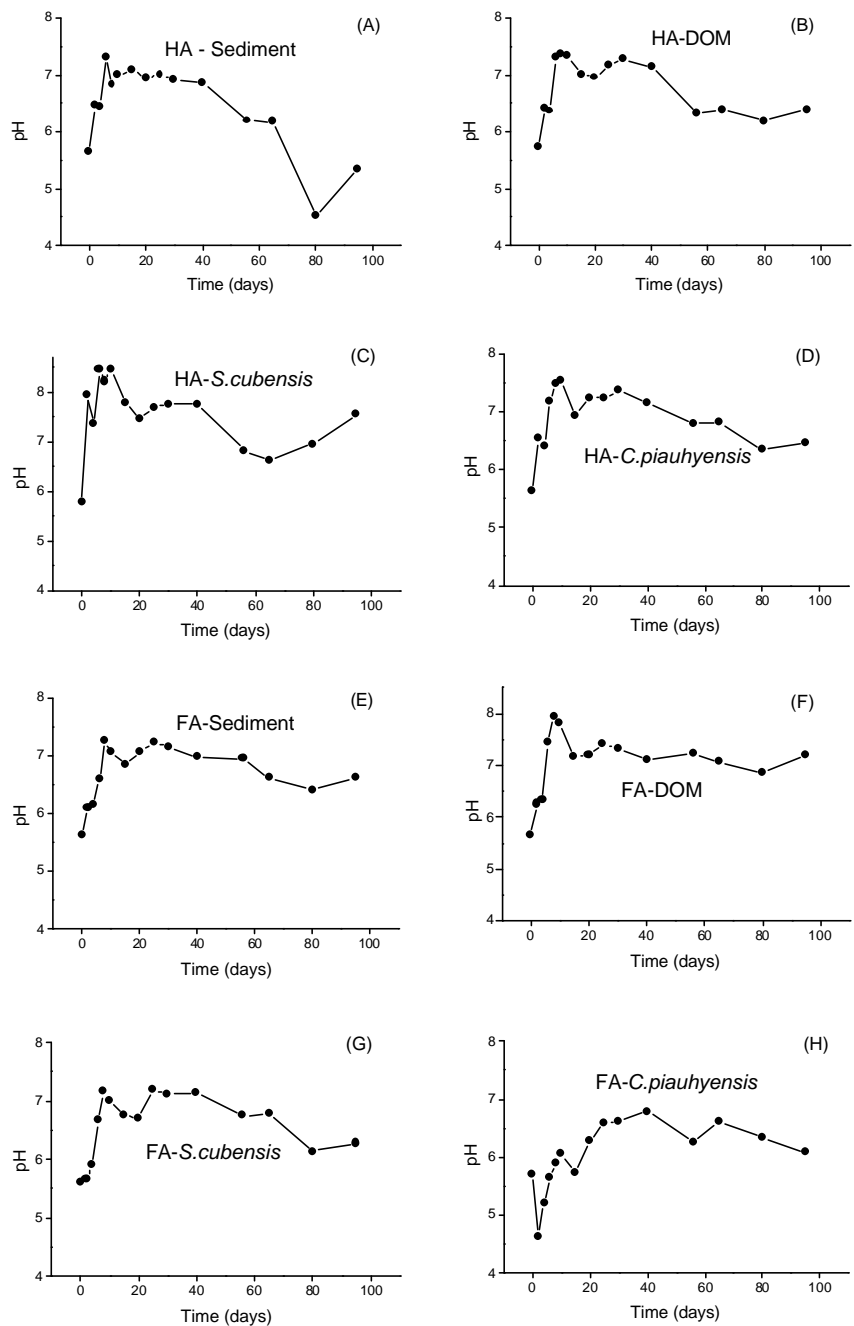 (A)
HA - Sediment
8
7
6
5
4
pH
0 20 40 60 80 100
Time (days)
(B)
HA-DOM
8
7
6
5
4
pH
0 20 40 60 80 100
Time (days)
(C)
HA-S.cubensis
8
7
6
5
4
pH
0 20 40 60 80 100
Time (days)
(D)
8
7
6
5
4
pH
HA-C.piauhyensis
0 20 40 60 80 100
Time (days)
(E)
FA-Sediment
8
7
6
5
4
pH
0 20 40 60 80 100
Time (days)
(F)
8
7
6
5
4
pH
FA-DOM
0 20 40 60 80 100
Time (days)
(G)
8
7
6
5
4
pH
FA-S.cubensis
0 20 40 60 80 100
Time (days)
(H)
FA-C.piauhyensis
8
7
6
5
4
pH
0 20 40 60 80 100
Time (days)